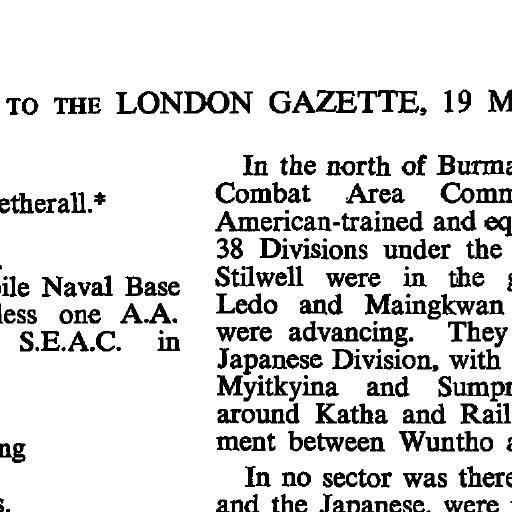 TO THE LONDON GAZETTE, 19
etherall.*
ile Naval Base
less one A.A.
S.E.A.C. in
ng
s.
In the north of Burma
Combat Area Comm
American-trained and eq
38 Divisions under the
Stilwell were in the
Ledo and Maingkwan
were advancing. They
Japanese Division, with
Myitkyina and Sumpr
around Katha and Rail
ment between Wuntho
In no sector was there
and the Japanese, were